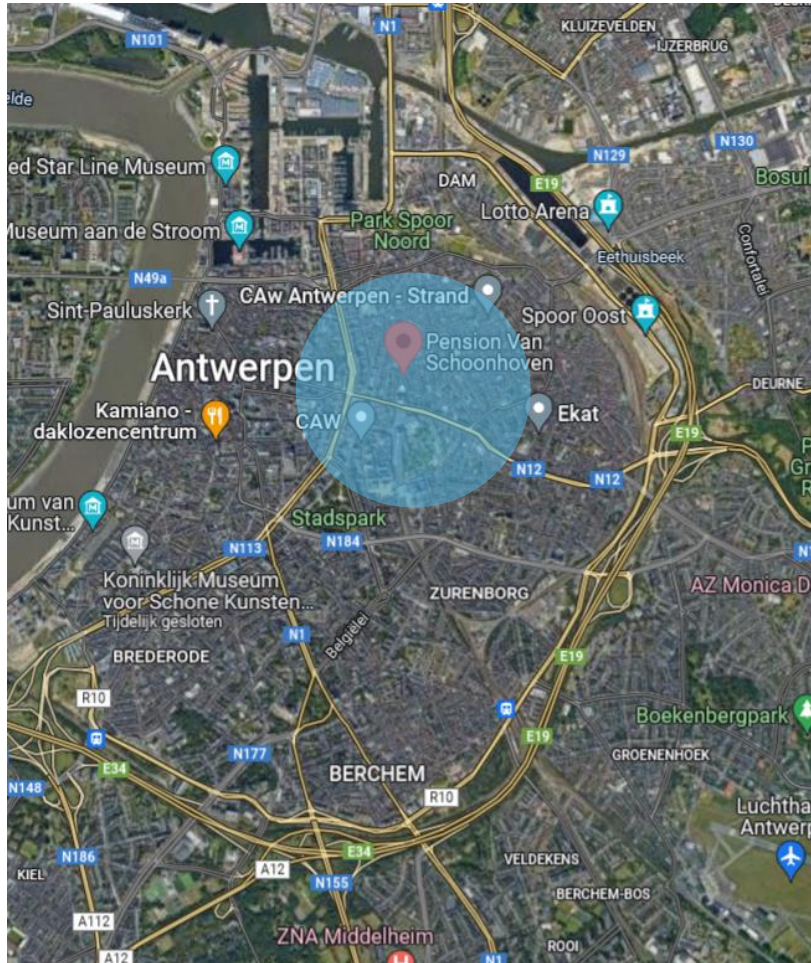 KLUIZEVELDEN
N1
N101
IJZERBRUG
elde
N130
N129
ed Star Line Museum
DAM
E19
Bosuil
Lotto Arena
Museum aan de Stroom
Park Spoor
Noord
Confortalei
Eethuisbeek
N49a
CAw Antwerpen - Strand
Sint-Pauluskerk
Spoor Oost
Pension Van
Schoonhoven
Antwerpen
DEURNE
Kamiano -
daklozencentrum
CAW
Ekat
E19
N12
N12
um van
Kunst...
Stadspark
N113
N184
Koninklijk Museum
voor Schone Kunsten...
Tijdelijk gesloten
ZURENBORG
AZ Monica D
Belgiëlei
N1
BREDERODE
E19
R10
Boekenbergpark
E19
N177
GROENENHOEK
E34
BERCHEM
N148
R10
Luchtha
Antwerp
N186
E34
VELDEKENS
A12
KIEL
N155
BERCHEM-BOS
A112
ZNA Middelheim
ROOI
A12
N1